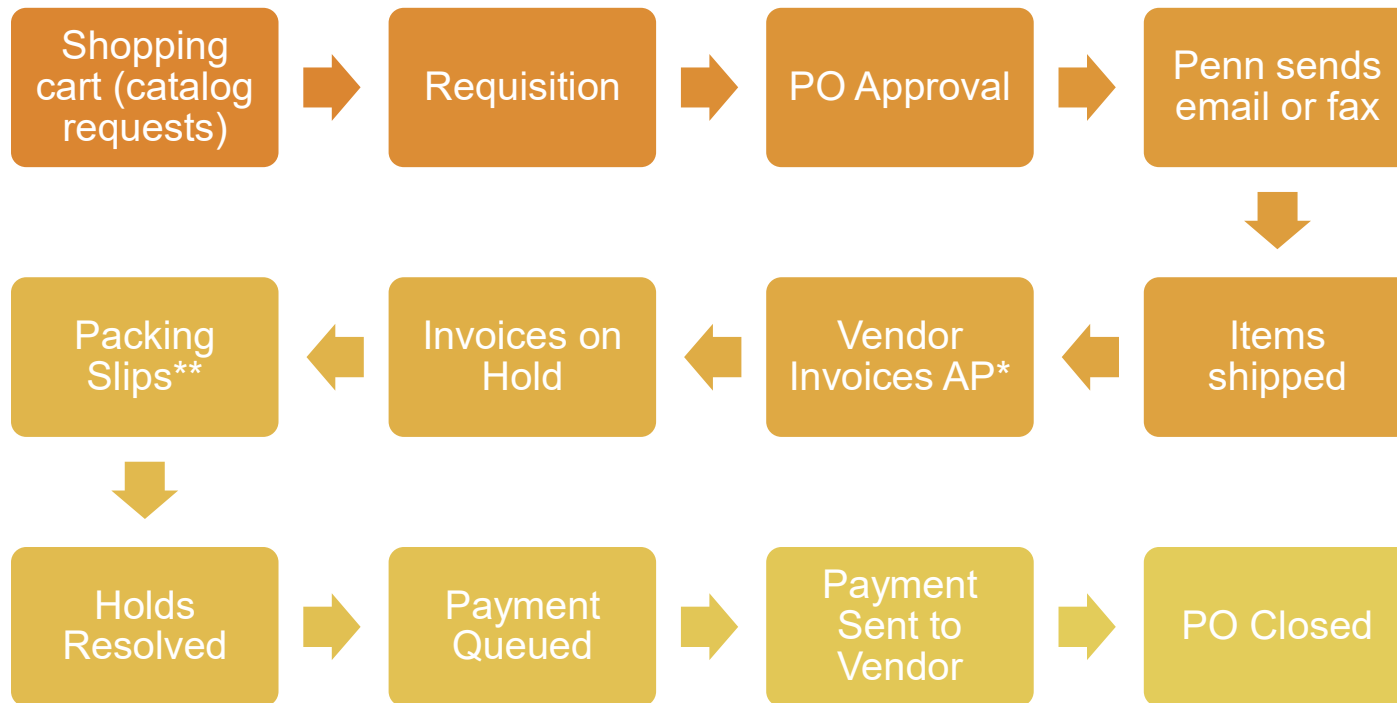 Shopping
cart (catalog
requests)
Requisition
PO Approval
Penn sends
email or fax
Items
shipped
Vendor
Invoices AP*
Invoices on
Hold
Packing
Slips**
Holds
Resolved
Payment
Queued
Payment
Sent to
Vendor
PO Closed